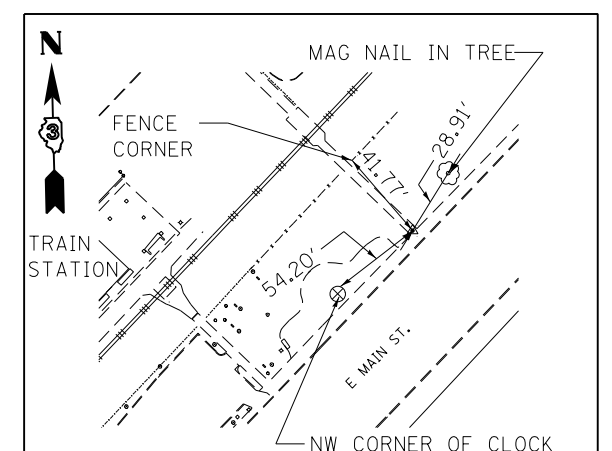 N
3
MAG NAIL IN TREE
FENCE
CORNER
28.91'
41.77'
TRAIN
STATION
54.20'
E MAIN ST.
NW CORNER OF CLOCK